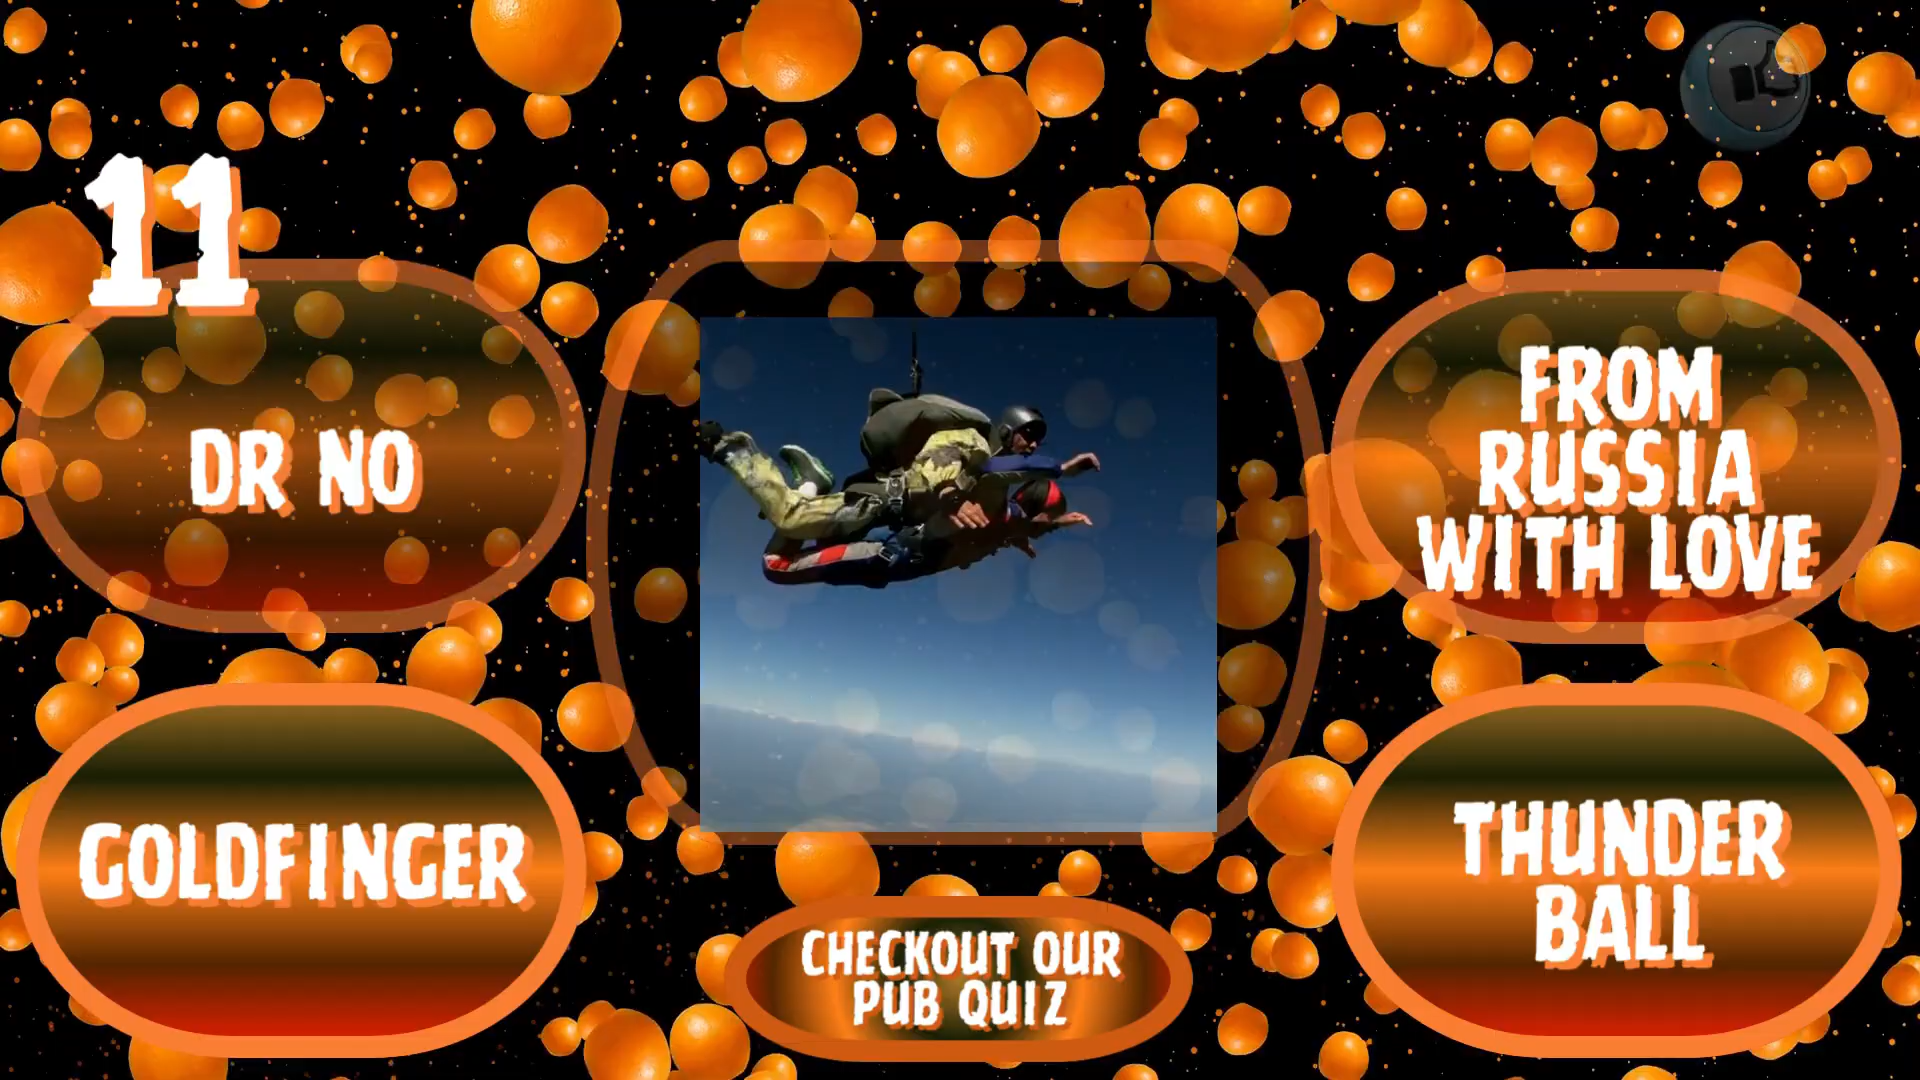 11
DR NO
FROM
RUSSIA
WITH LOVE
GOLDFINGER
THUNDER
BALL
CHECKOUT OUR
PUB QUIZ